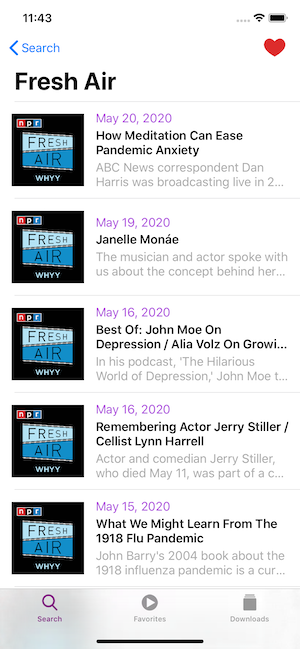 11:43
Search
Fresh Air
npr
FRESH
AIR
WHYY
May 20, 2020
How Meditation Can Ease
Pandemic Anxiety
ABC News correspondent Dan
Harris was broadcasting live in 2...
npr
FRESH
AIR
WHYY
May 19, 2020
Janelle Monáe
The musician and actor spoke with
us about the concept behind her...
npr
FRESH
AIR
WHYY
May 16, 2020
Best Of: John Moe On
Depression / Alia Volz On Growi...
In his podcast, 'The Hilarious
World of Depression,' John Moe t...
npr
FRESH
AIR
WHYY
May 16, 2020
Remembering Actor Jerry Stiller /
Cellist Lynn Harrell
Actor and comedian Jerry Stiller,
who died May 11, was part of a c...
npr
FRESH
AIR
WHYY
May 15, 2020
What We Might Learn From The
1918 Flu Pandemic
John Barry's 2004 book about the
1918 influenza pandemic is a cur...
Search
Favorites
Downloads